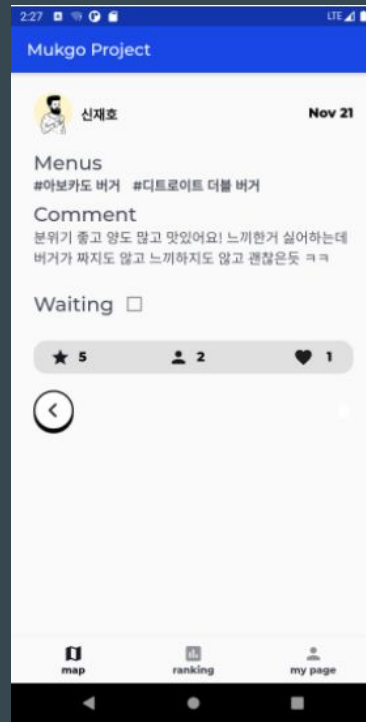 2:27 LTE
Mukgo Project
신재호 Nov 21
Menus
#아보카도 버거 #디트로이트 더블 버거
Comment
분위기 좋고 양도 많고 맛있어요! 느끼한거 실어하는데
버거가 짜지도 않고 느끼하지도 않고 괜찮은듯 ㅋㅋ
Waiting
5 2 1
map ranking my page